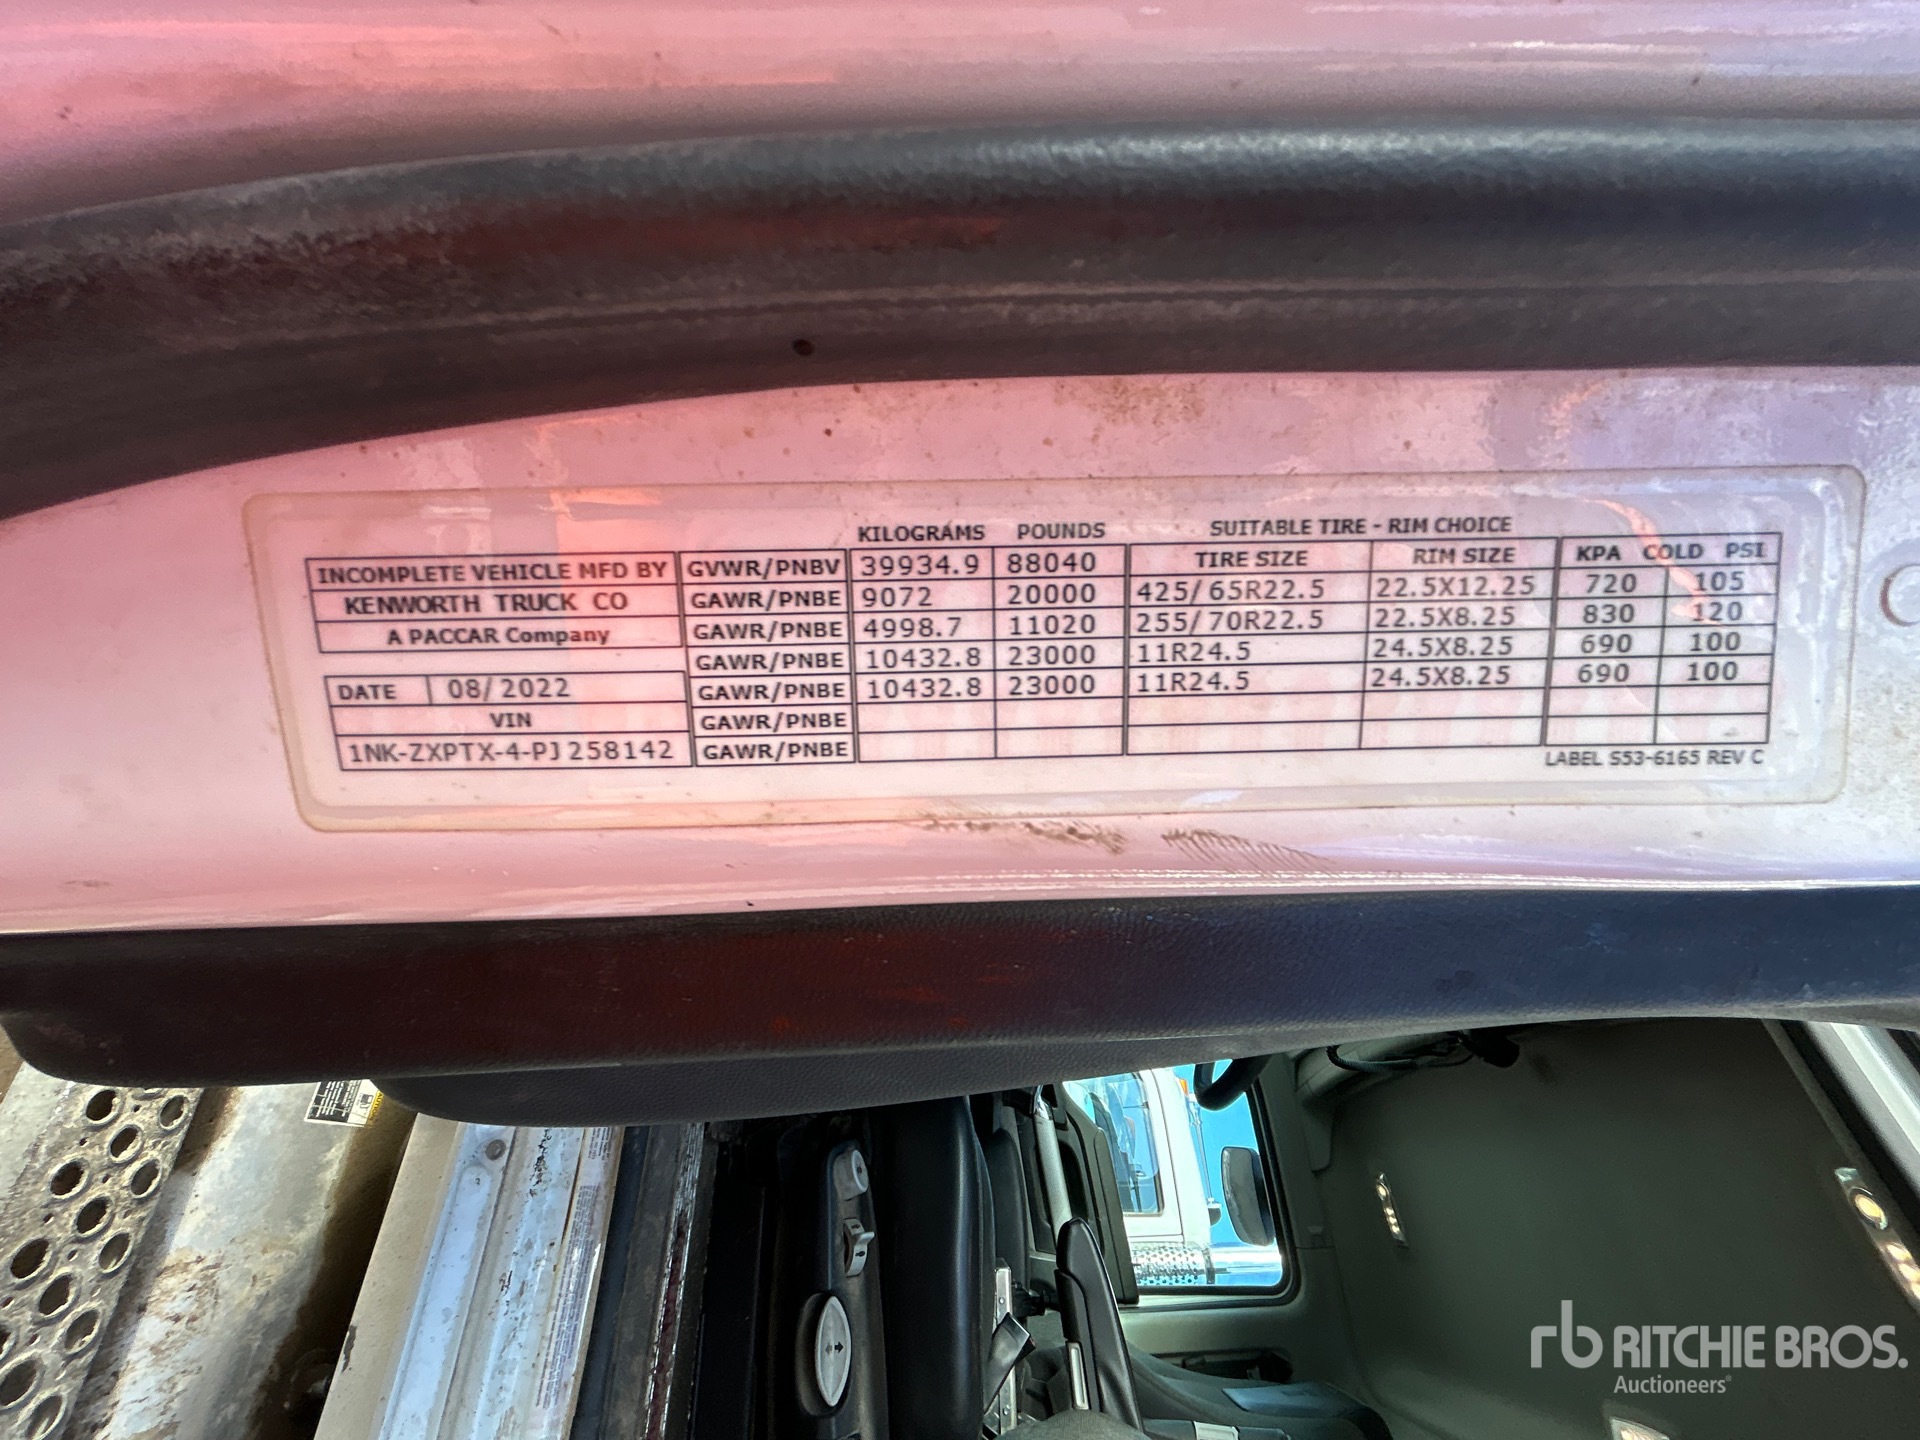 KILOGRAMS POUNDS SUITABLE TIRE - RIM CHOICE
INCOMPLETE VEHICLE MFD BY GVWR/PNBV 39934.9 88040 TIRE SIZE RIM SIZE KPA COLD PSI
KENWORTH TRUCK CO GAWR/PNBE 9072 20000 425/65R22.5 22.5X12.25 720 105
A PACCAR Company GAWR/PNBE 4998.7 11020 255/70R22.5 22.5X8.25 830 120
GAWR/PNBE 10432.8 23000 11R24.5 24.5X8.25 690 100
DATE 08/2022 GAWR/PNBE 10432.8 23000 11R24.5 24.5X8.25 690 100
VIN GAWR/PNBE
1NK-ZXPTX-4-PJ258142 GAWR/PNBE
LABEL S53-6165 REV C
rb RITCHIE BROS.
Auctioneers